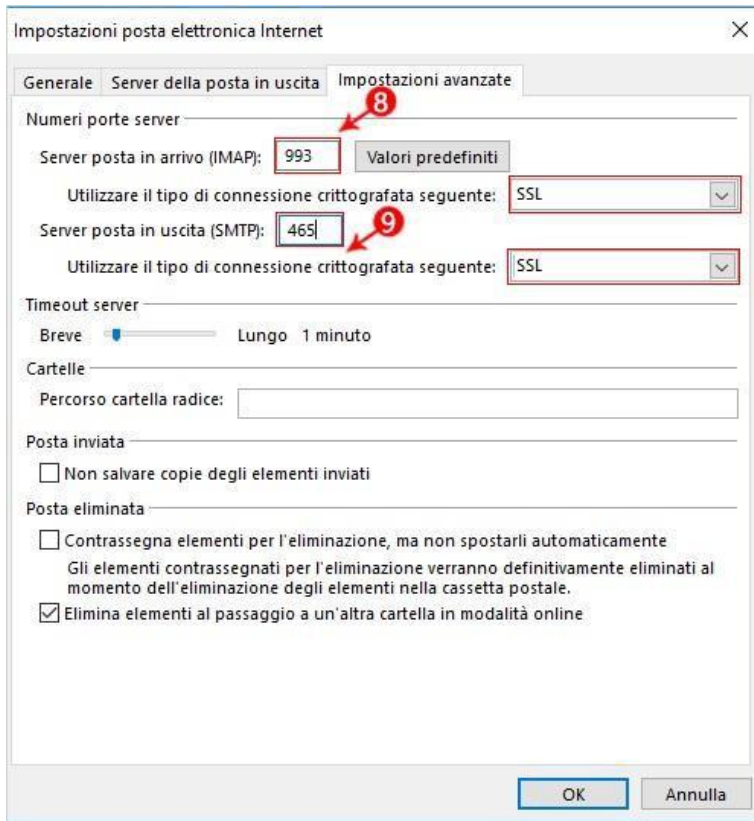 Impostazioni posta elettronica Internet
Generale Server della posta in uscita Impostazioni avanzate
8
Numeri porte server
Server posta in arrivo (IMAP): 993 Valori predefiniti
Utilizzare il tipo di connessione crittografata seguente: SSL
Server posta in uscita (SMTP): 465 9
Utilizzare il tipo di connessione crittografata seguente: SSL
Timeout server
Breve Lungo 1 minuto
Cartelle
Percorso cartella radice:
Posta inviata
Non salvare copie degli elementi inviati
Posta eliminata
Contrassegna elementi per l'eliminazione, ma non spostarli automaticamente
Gli elementi contrassegnati per l'eliminazione verranno definitivamente eliminati al
momento dell'eliminazione degli elementi nella cassetta postale.
Elimina elementi al passaggio a un'altra cartella in modalità online
OK Annulla